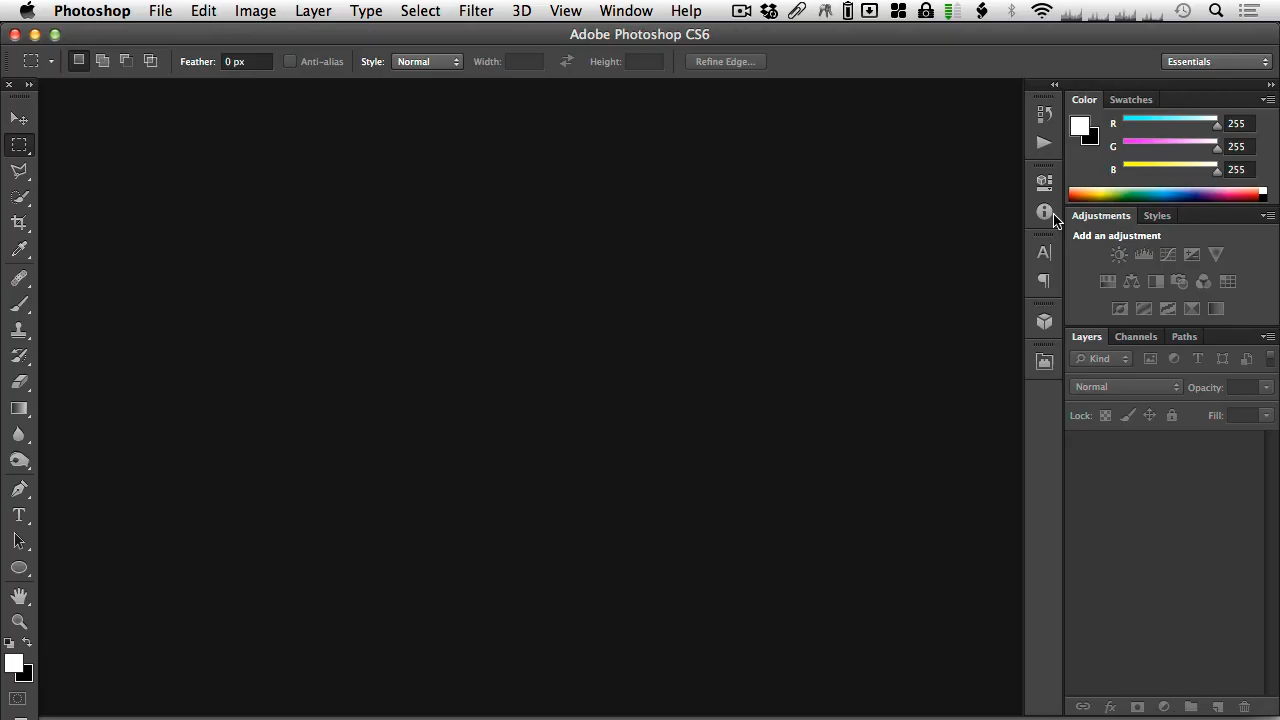 Photoshop File Edit Image Layer Type Select Filter 3D View Window Help
Adobe Photoshop CS6
Feather: 0 px Anti-alias Style: Normal Width: Height: Refine Edge... Essentials
Color Swatches
R 255
G 255
B 255
Adjustments Styles
Add an adjustment
Layers Channels Paths
Kind
Normal Opacity:
Lock: Fill: